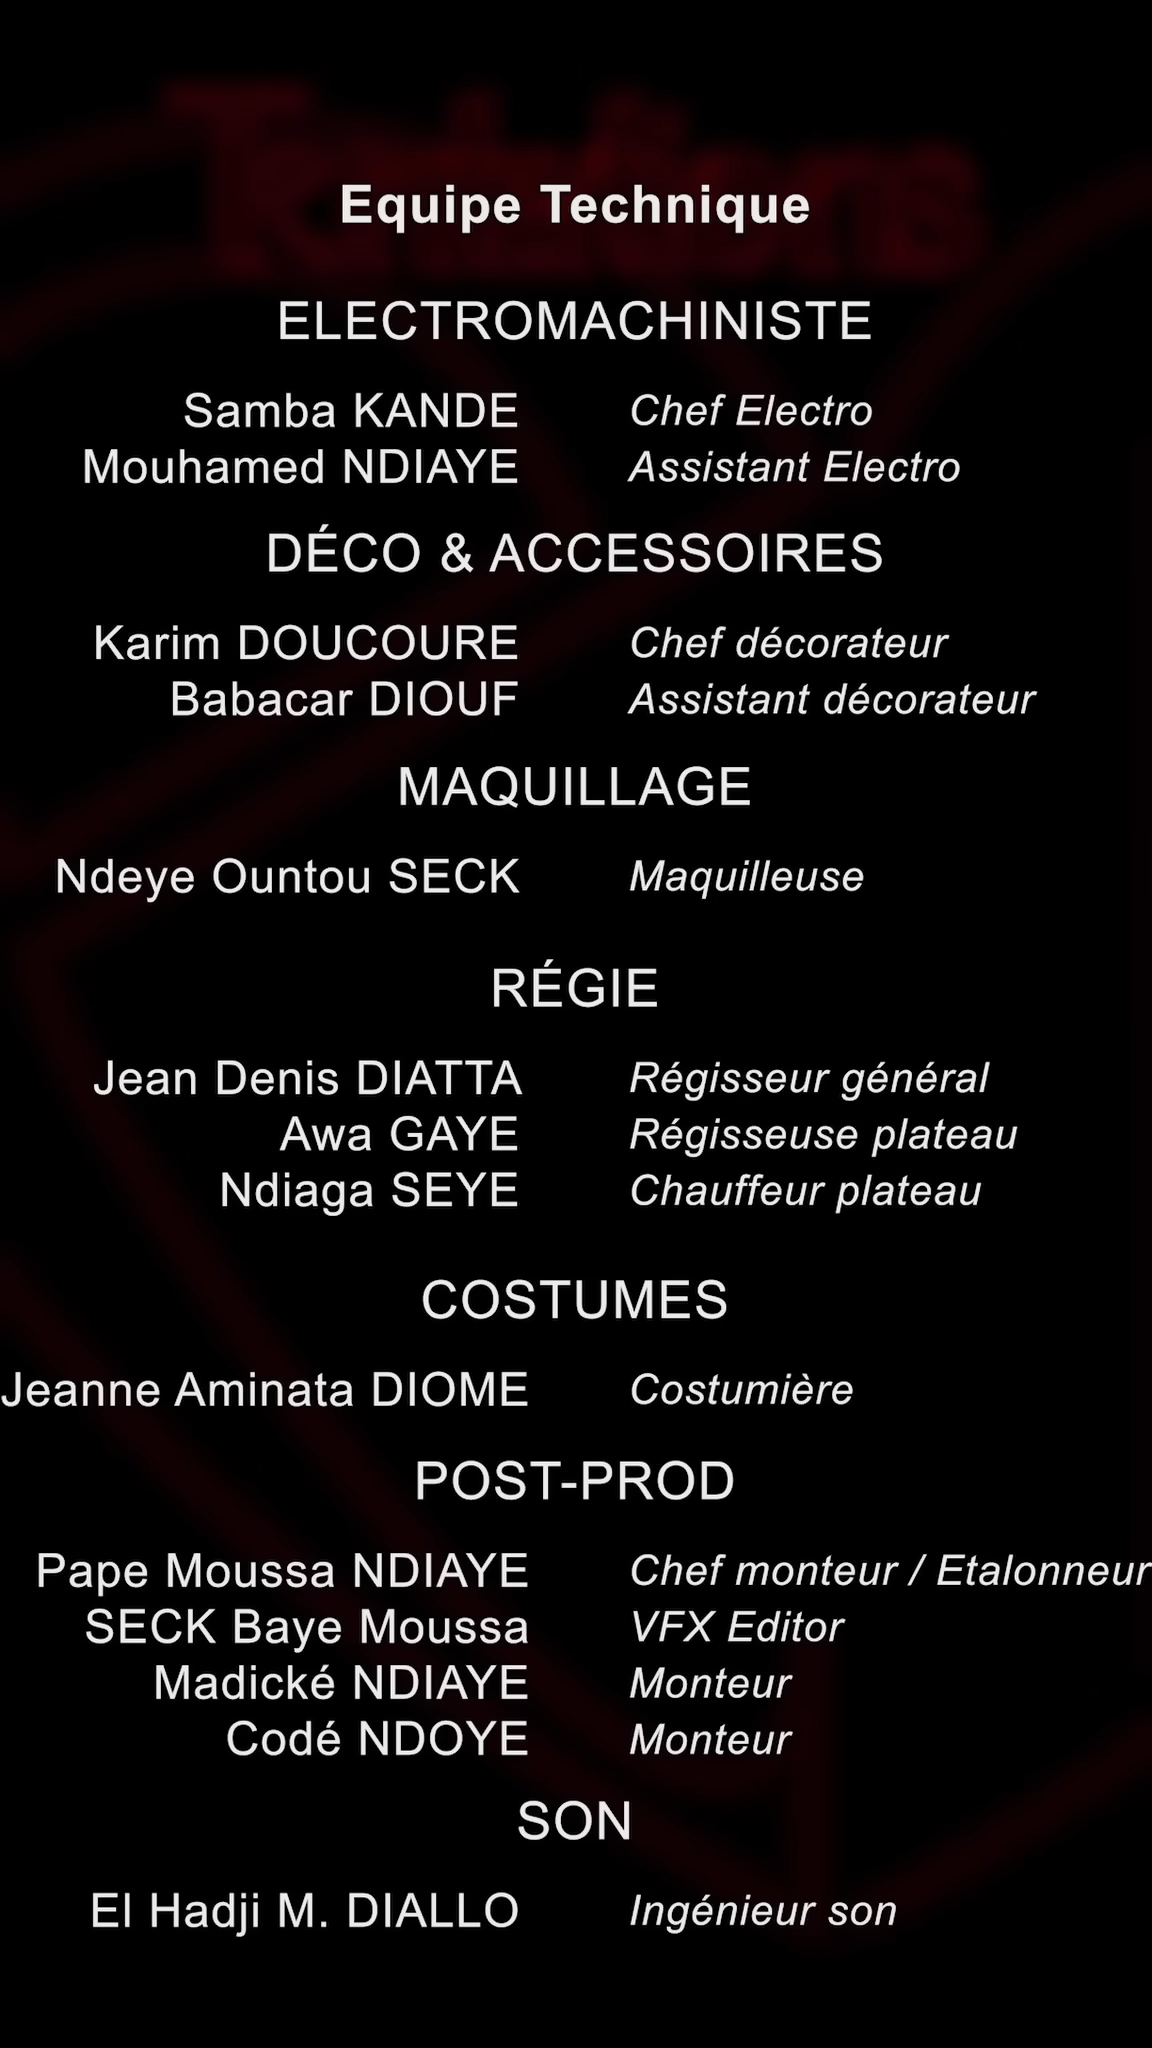 Tentations
Equipe Technique
ELECTROMACHINISTE
Samba KANDE Chef Electro
Mouhamed NDIAYE Assistant Electro
DÉCO & ACCESSOIRES
Karim DOUCOURE Chef décorateur
Babacar DIOUF Assistant décorateur
MAQUILLAGE
Ndeye Ountou SECK Maquilleuse
RÉGIE
Jean Denis DIATTA Régisseur général
Awa GAYE Régisseuse plateau
Ndiaga SEYE Chauffeur plateau
COSTUMES
Jeanne Aminata DIOME Costumière
POST-PROD
Pape Moussa NDIAYE Chef monteur / Etalonneur
SECK Baye Moussa VFX Editor
Madické NDIAYE Monteur
Codé NDOYE Monteur
SON
El Hadji M. DIALLO Ingénieur son